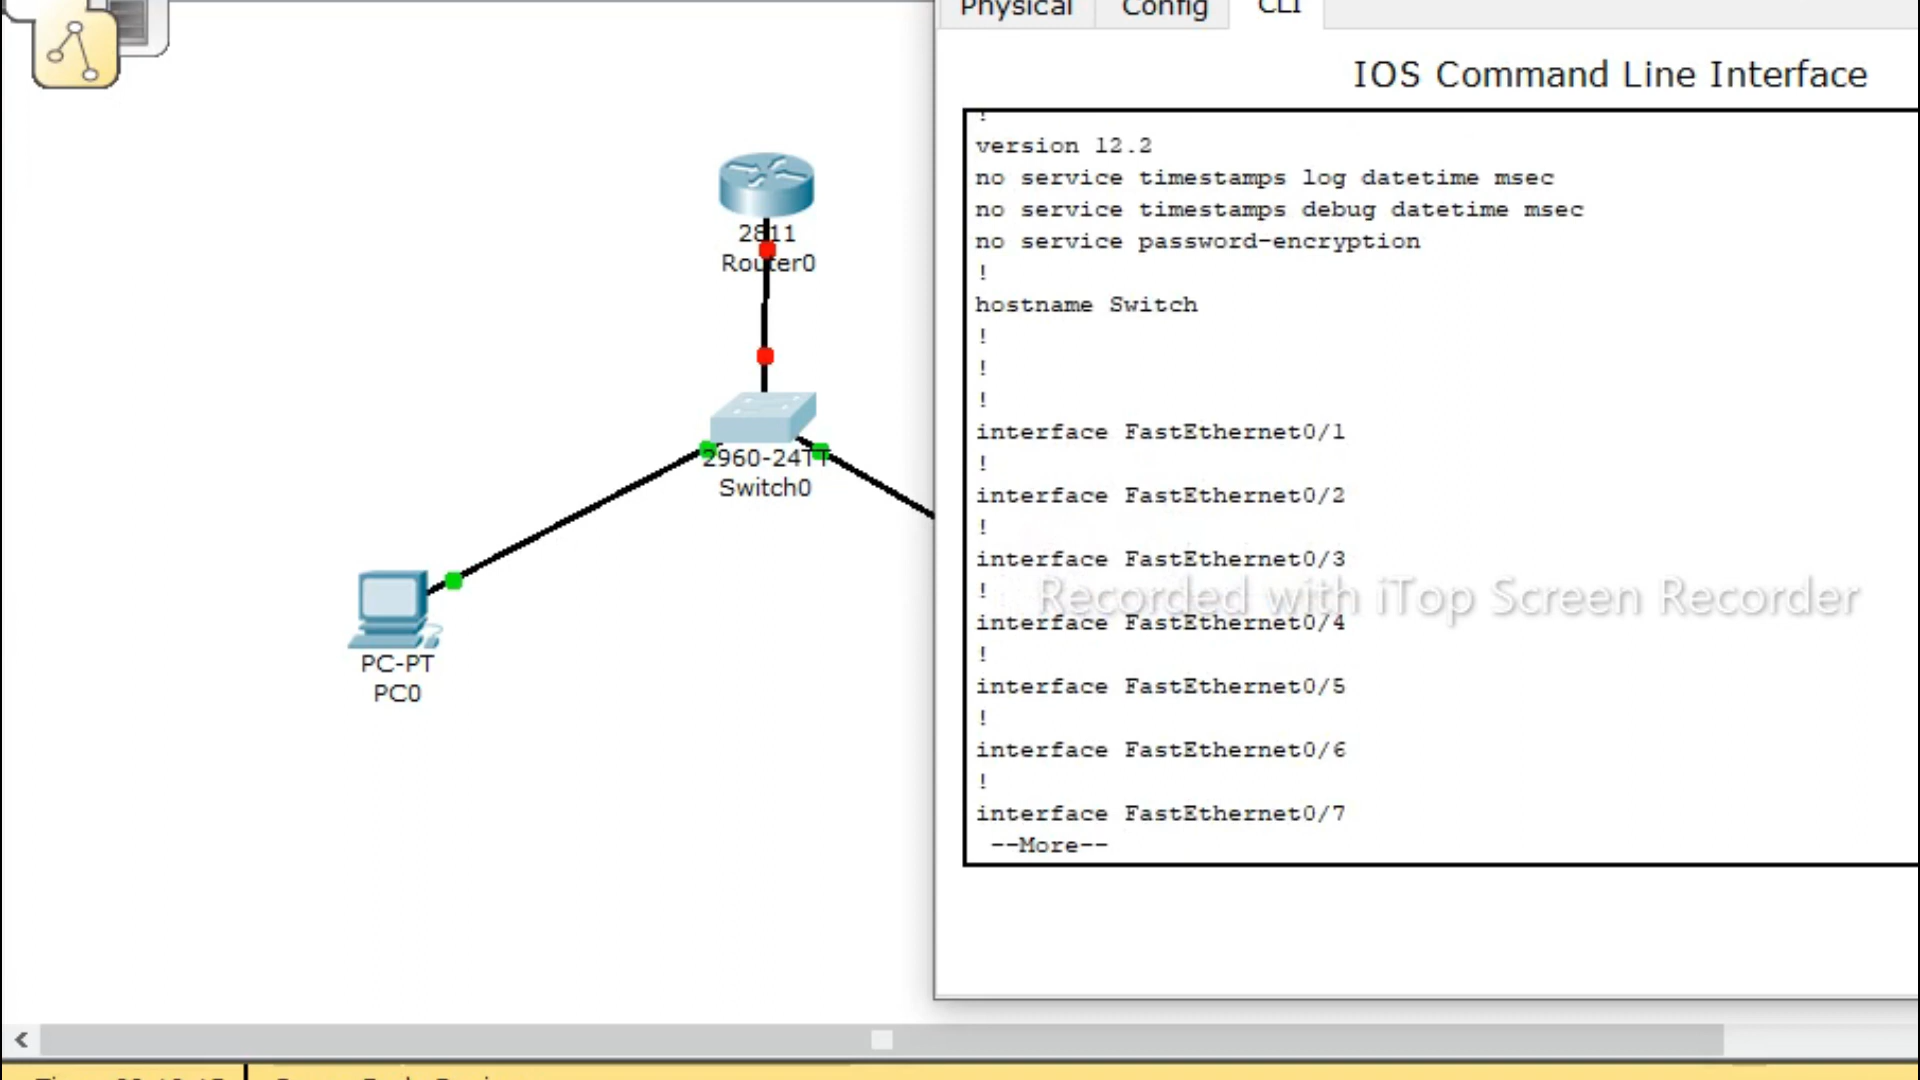 Physical
Config
CLI
IOS Command Line Interface
!
version 12.2
no service timestamps log datetime msec
no service timestamps debug datetime msec
no service password-encryption
!
hostname Switch
!
!
!
interface FastEthernet0/1
!
interface FastEthernet0/2
!
interface FastEthernet0/3
!
interface FastEthernet0/4
!
interface FastEthernet0/5
!
interface FastEthernet0/6
!
interface FastEthernet0/7
--More--
Recorded with iTop Screen Recorder
2811
Router0
2960-24TT
Switch0
PC-PT
PC0